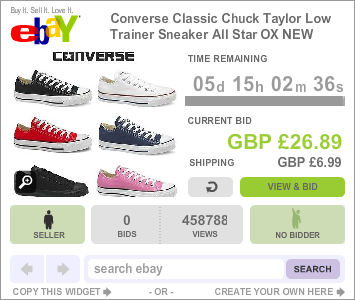 Buy It. Sell It. Love It.
ebay
Converse Classic Chuck Taylor Low
Trainer Sneaker All Star OX NEW
CONVERSE
TIME REMAINING
05d 15h 02m 36s
CURRENT BID
GBP £26.89
SHIPPING GBP £6.99
VIEW & BID
SELLER
0
BIDS
458788
VIEWS
NO BIDDER
search ebay
SEARCH
COPY THIS WIDGET - OR - CREATE YOUR OWN HERE